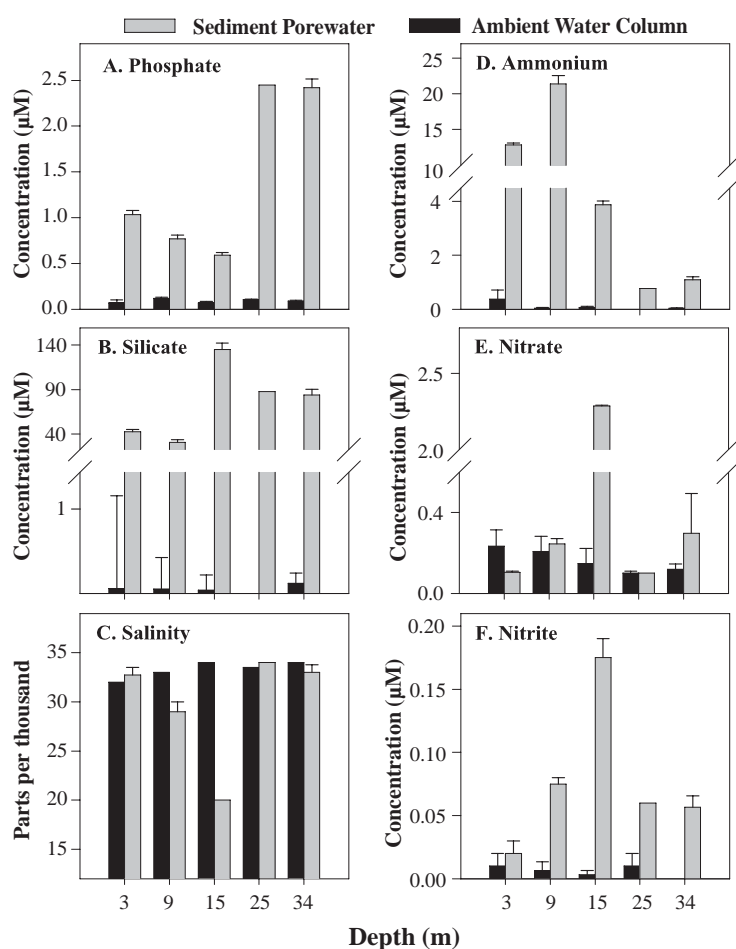 Sediment Porewater
Ambient Water Column
A. Phosphate
Concentration (µM)
2.5
2.0
1.5
1.0
0.5
0.0
D. Ammonium
Concentration (µM)
25
20
15
10
4
2
0
B. Silicate
Concentration (µM)
140
90
40
1
E. Nitrate
Concentration (µM)
2.5
2.0
0.4
0.0
C. Salinity
Parts per thousand
33
27
20
15
3 9 15 25 34
F. Nitrite
Concentration (µM)
0.20
0.15
0.10
0.05
0.00
3 9 15 25 34
Depth (m)